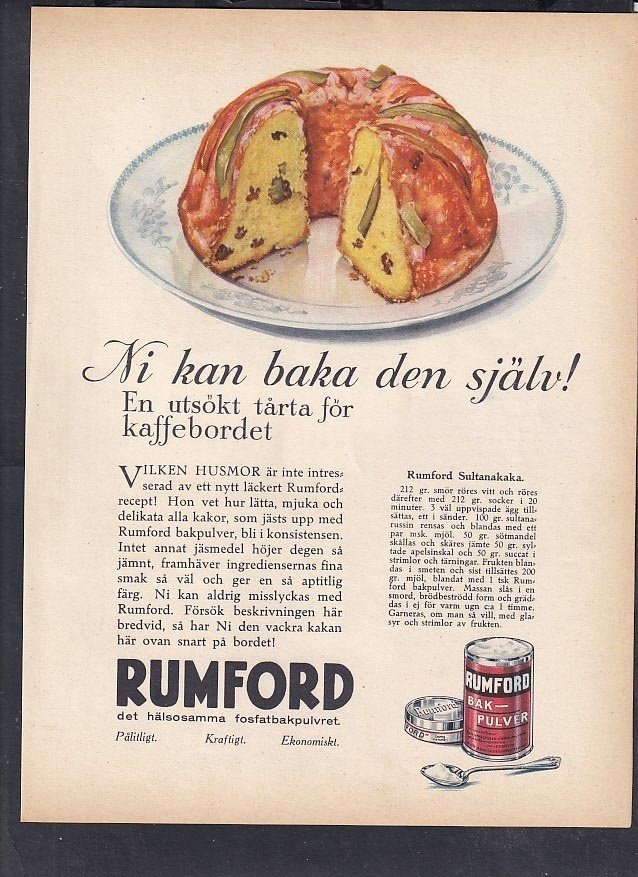 Ni kan baka den själv!
En utsökt tårta för
kaffebordet
VILKEN HUSMOR är inte intres-
serad av ett nytt läckert Rumford-
recept! Hon vet hur lätta, mjuka och
delikata alla kakor, som jästs upp med
Rumford bakpulver, bli i konsistensen.
Intet annat jäsmedel höjer degen så
jämnt, framhäver ingrediensernas fina
smak så väl och ger en så aptitlig
färg. Ni kan aldrig misslyckas med
Rumford. Försök beskrivningen här
bredvid, så har Ni den vackra kakan
här ovan snart på bordet!
Rumford Sultanakaka.
212 gr. smör röres vitt och röres
därefter med 212 gr. socker i 20
minuter. 3 väl uppvispade ägg till-
sättas, ett i sänder. 100 gr. sultana-
russin rensas och blandas med ett
par msk. mjöl. 50 gr. sötmandel
skållas och skäres jämte 50 gr. syl-
tade apelsinskal och 50 gr. succat i
strimlor och tärningar. Frukten blan-
das i smeten och sist tillsättes 200
gr. mjöl, blandat med 1 tsk Rum-
ford bakpulver. Massan slås i en
smord, brödbeströdd form och gräd-
das i ej för varm ugn c:a 1 timme.
Garneras, om man så vill, med gla-
syr och strimlor av frukten.
RUMFORD
det hälsosamma fosfatbakpulvret.
Pålitligt. Kraftigt. Ekonomiskt.
Rumford
FORD
RUMFORD
BAK-
PULVER